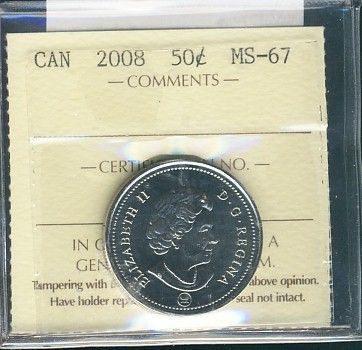 CAN 2008 50¢ MS-67
— COMMENTS —
— CERTIF NO. —
ELIZABETH II D·G·REGINA
IN A
GEN M.
Tampering with above opinion.
Have holder rep seal not intact.